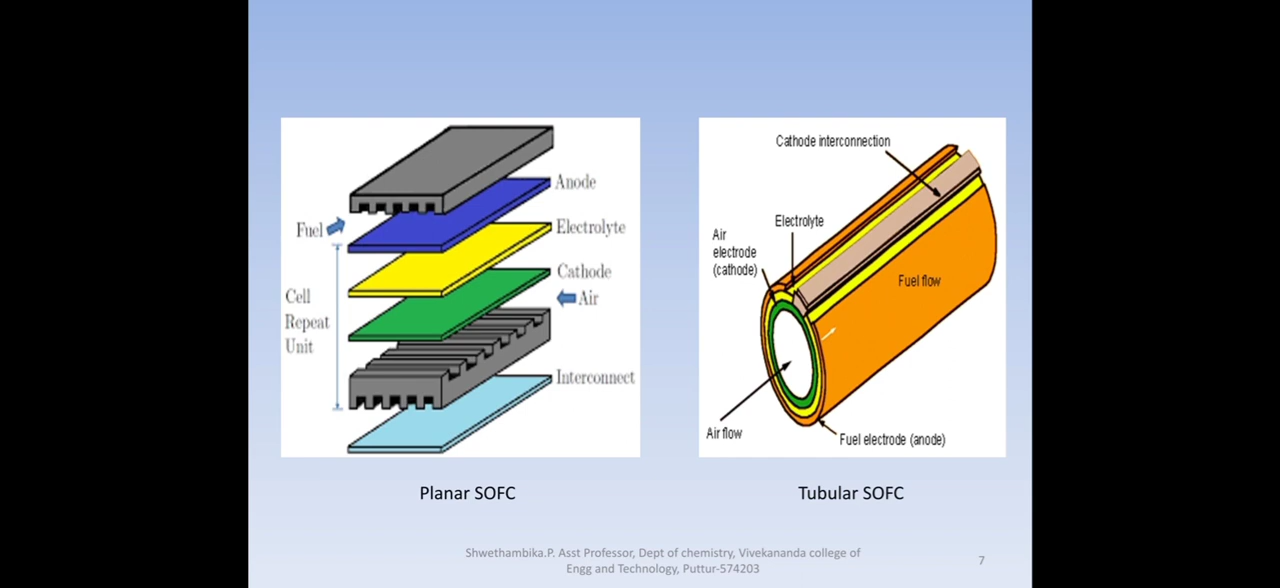 Anode
Fuel
Electrolyte
Cathode
Air
Cell
Repeat
Unit
Interconnect
Planar SOFC
Cathode interconnection
Electrolyte
Air
electrode
(cathode)
Fuel flow
Air flow
Fuel electrode (anode)
Tubular SOFC
Shwethambika.P. Asst Professor, Dept of chemistry, Vivekananda college of
Engg and Technology, Puttur-574203
7